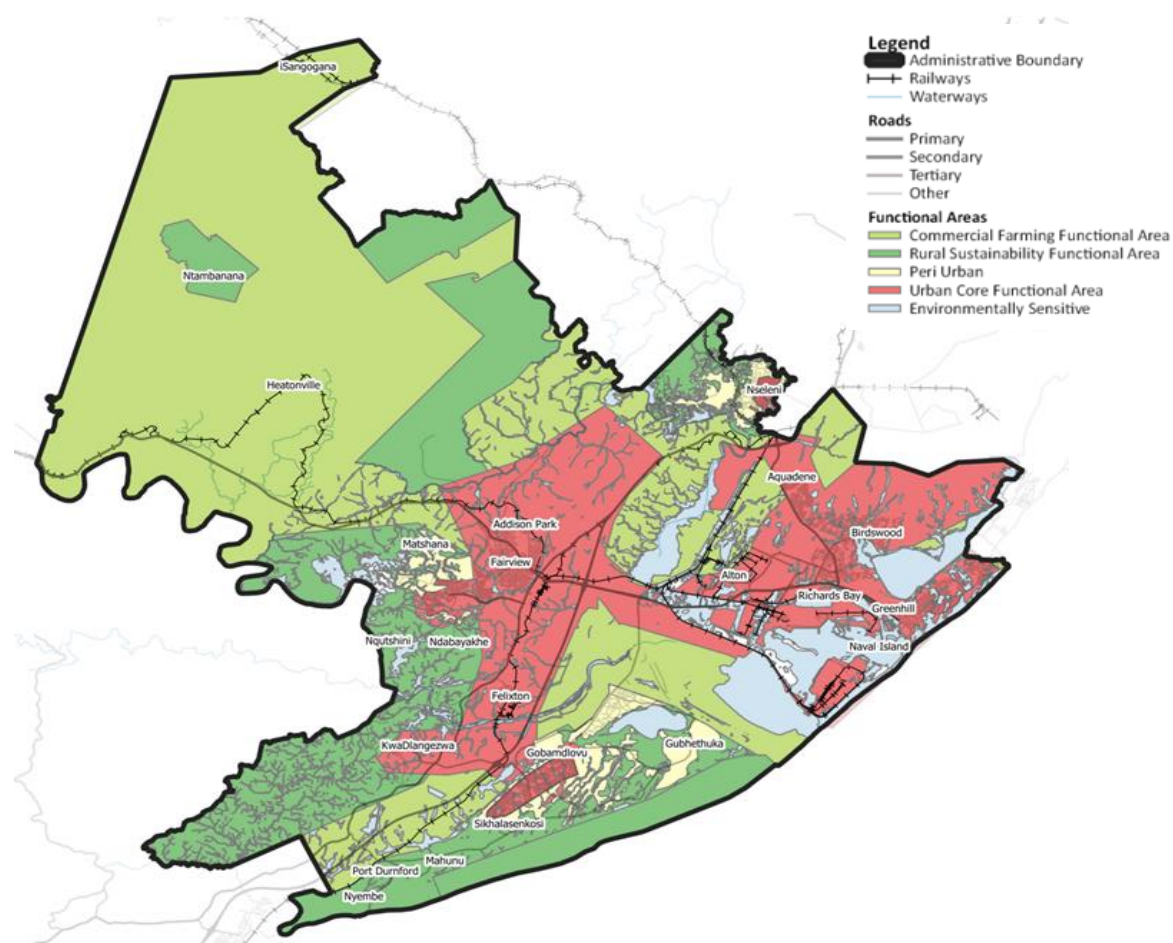 Legend
Administrative Boundary
Railways
Waterways
Roads
Primary
Secondary
Tertiary
Other
Functional Areas
Commercial Farming Functional Area
Rural Sustainability Functional Area
Peri Urban
Urban Core Functional Area
Environmentally Sensitive
iSangogana
Ntambanana
Heatonville
Nseleni
Aquadene
Addison Park
Birdswood
Matshana
Fairview
Alton
Richards Bay
Greenhill
Nqutshini
Ndabayakhe
Naval Island
Felixton
KwaDlangezwa
Gobamdlovu
Gubhethuka
Sikhalasenkosi
Mahunu
Port Durnford
Nyembe